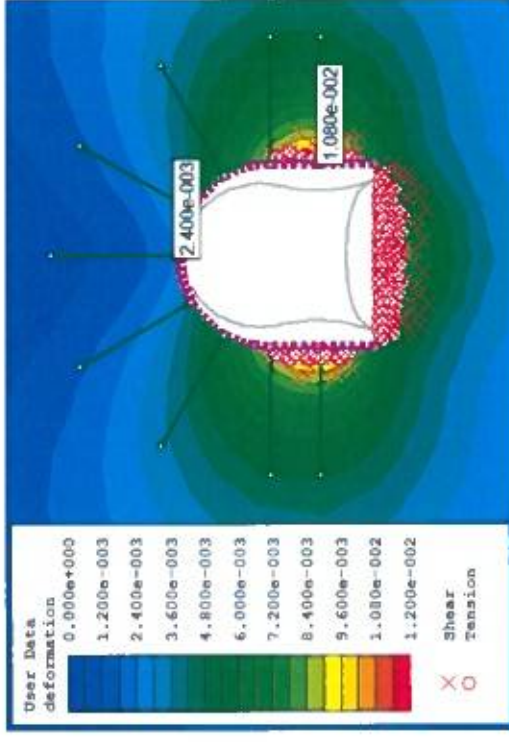 User Data
deformation
0.000e+000
1.200e-003
2.400e-003
3.600e-003
4.800e-003
6.000e-003
7.200e-003
8.400e-003
9.600e-003
1.080e-002
1.200e-002
Shear
Tension
2.400e-003
1.080e-002